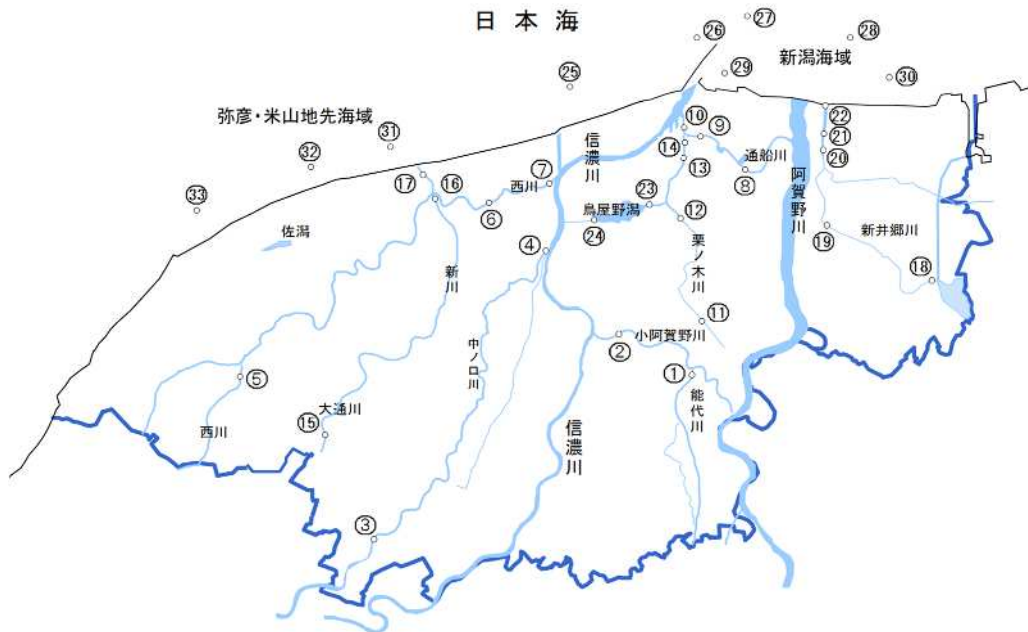 日本海
㉗
㉖
㉘
新潟海域
㉙
㉚
㉕
弥彦・米山地先海域
㉛
㉜
㉝
信濃川
⑩
⑨
⑭
⑬
通船川
⑧
㉒
㉑
⑳
阿賀野川
⑰
⑯
西川
⑦
⑥
鳥屋野潟
㉓
㉔
⑫
佐潟
④
栗ノ木川
⑲
新井郷川
⑱
新川
⑪
小阿賀野川
②
中ノ口川
①
能代川
⑤
大通川
⑮
西川
信濃川
③